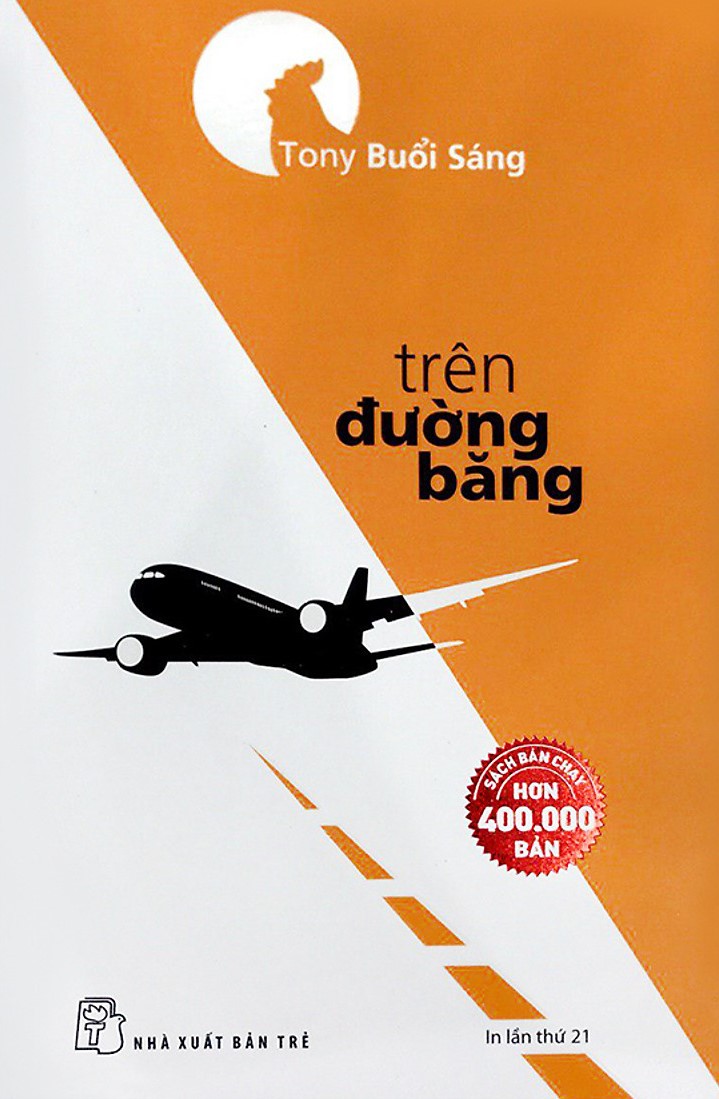 Tony Buổi Sáng
trên
đường
băng
SÁCH BÁN CHẠY
HƠN
400.000
BẢN
NHÀ XUẤT BẢN TRẺ
In lần thứ 21